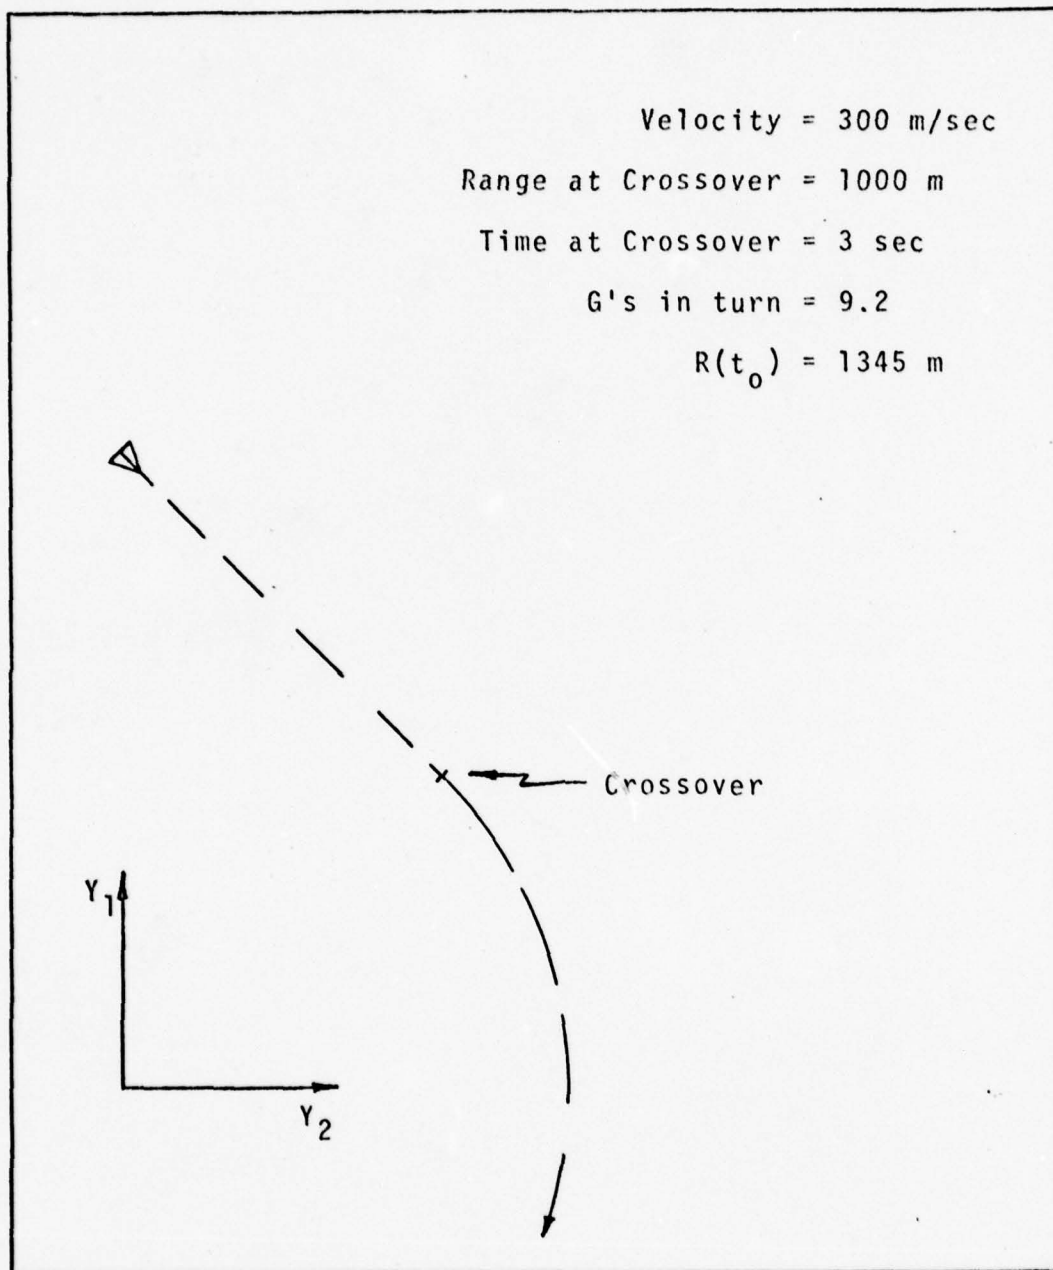 Velocity = 300 m/sec
Range at Crossover = 1000 m
Time at Crossover = 3 sec
G's in turn = 9.2
R(t₀) = 1345 m
Crossover
Y₁
Y₂